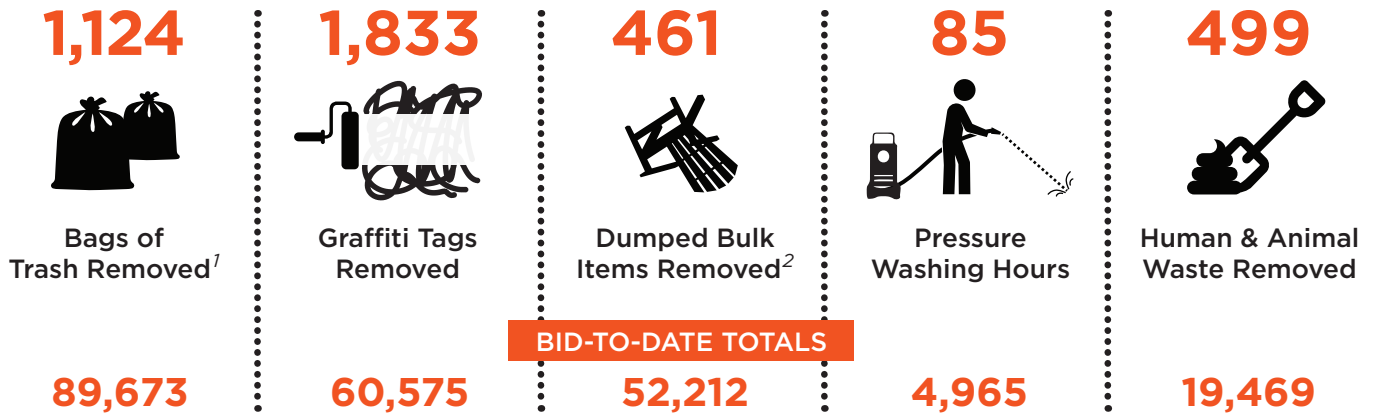 1,124
1,833
461
85
499
Bags of
Trash Removed1
Graffiti Tags
Removed
Dumped Bulk
Items Removed2
Pressure
Washing Hours
Human & Animal
Waste Removed
BID-TO-DATE TOTALS
89,673
60,575
52,212
4,965
19,469